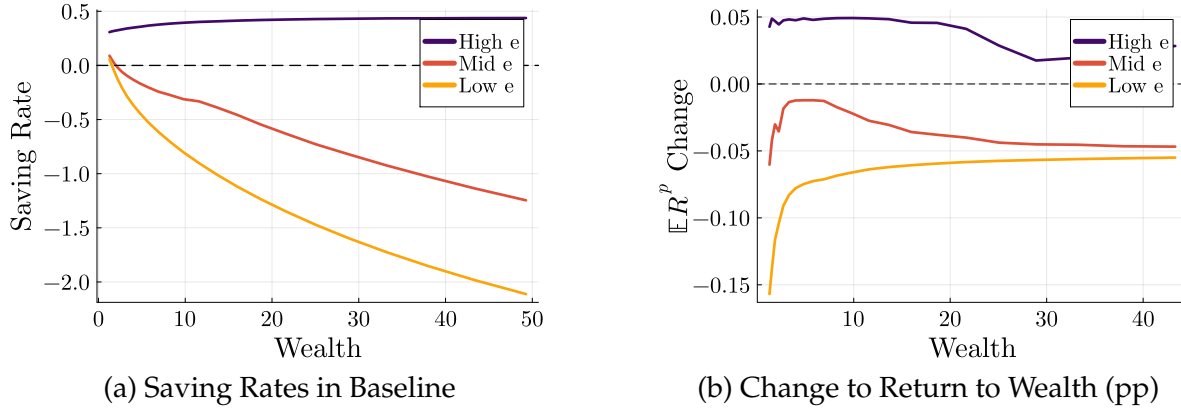 0.5
0.0
−0.5
−1.0
−1.5
−2.0
Saving Rate
High e
Mid e
Low e
0 10 20 30 40 50
Wealth
(a) Saving Rates in Baseline
0.05
0.00
−0.05
−0.10
−0.15
𝔼R^p Change
High e
Mid e
Low e
10 20 30 40
Wealth
(b) Change to Return to Wealth (pp)